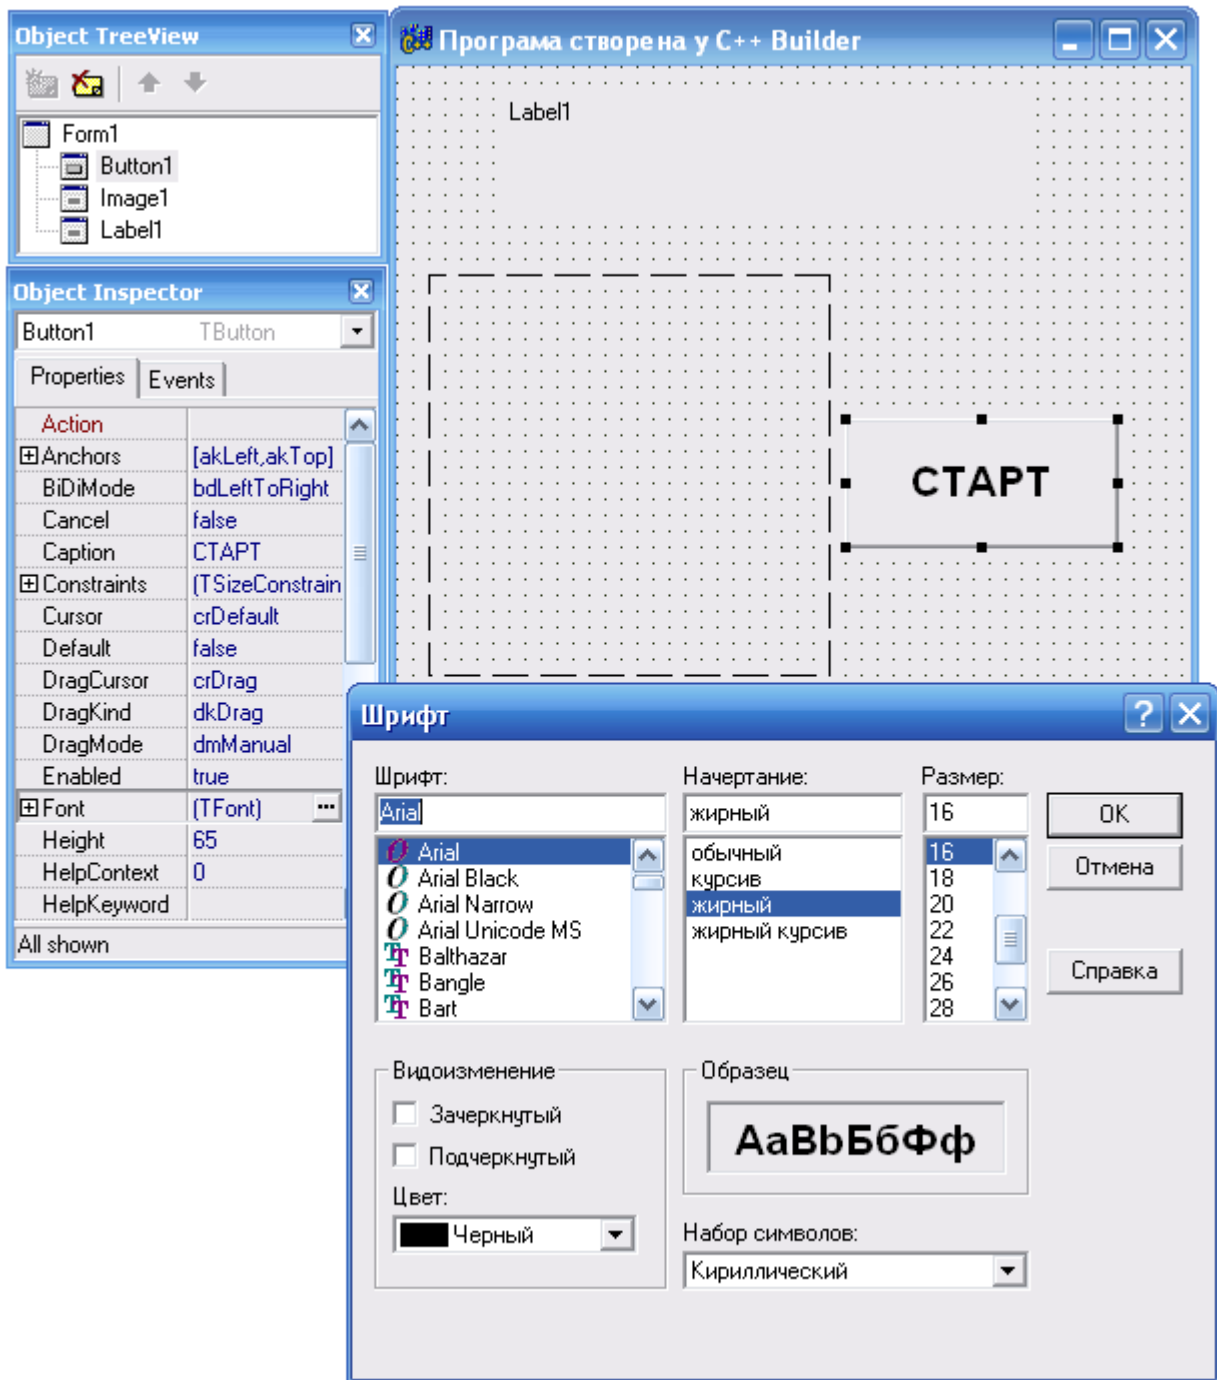 Object TreeView
Form1
Button1
Image1
Label1
Object Inspector
Button1 TButton
Properties Events
Action
Anchors [akLeft,akTop]
BiDiMode bdLeftToRight
Cancel false
Caption СТАРТ
Constraints (TSizeConstrain
Cursor crDefault
Default false
DragCursor crDrag
DragKind dkDrag
DragMode dmManual
Enabled true
Font (TFont) ...
Height 65
HelpContext 0
HelpKeyword
All shown
Програма створена у C++ Builder
Label1
СТАРТ
Шрифт
Шрифт:
Arial
Arial
Arial Black
Arial Narrow
Arial Unicode MS
Balthazar
Bangle
Bart
Начертание:
жирный
обычный
курсив
жирный
жирный курсив
Размер:
16
16
18
20
22
24
26
28
OK
Отмена
Справка
Видоизменение
Зачеркнутый
Подчеркнутый
Цвет:
Черный
Образец
AaBbБбФф
Набор символов:
Кириллический